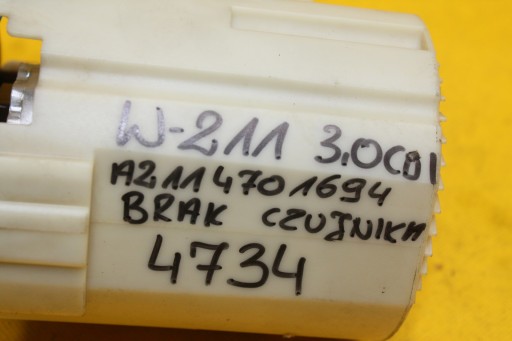 W-211 3.0CDI
A2114701694
BRAK CZUJNIKA
4734